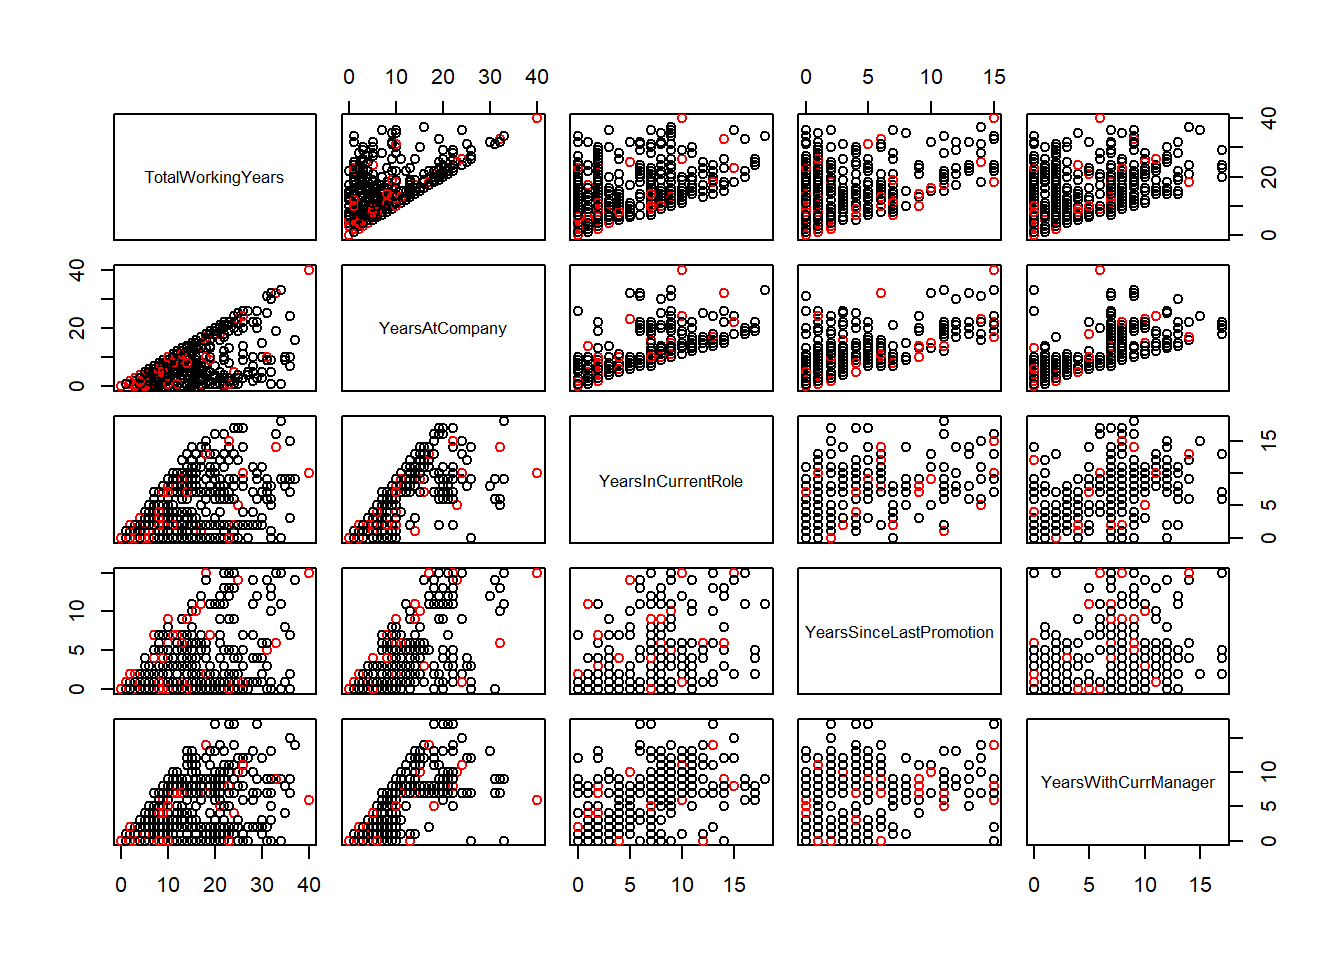 0 10 20 30 40 0 5 10 15
TotalWorkingYears
0 20 40
0 20 40
YearsAtCompany
YearsInCurrentRole
0 5 15
0 5 10
YearsSinceLastPromotion
YearsWithCurrManager
0 5 10
0 10 20 30 40 0 5 10 15 0 5 10 15